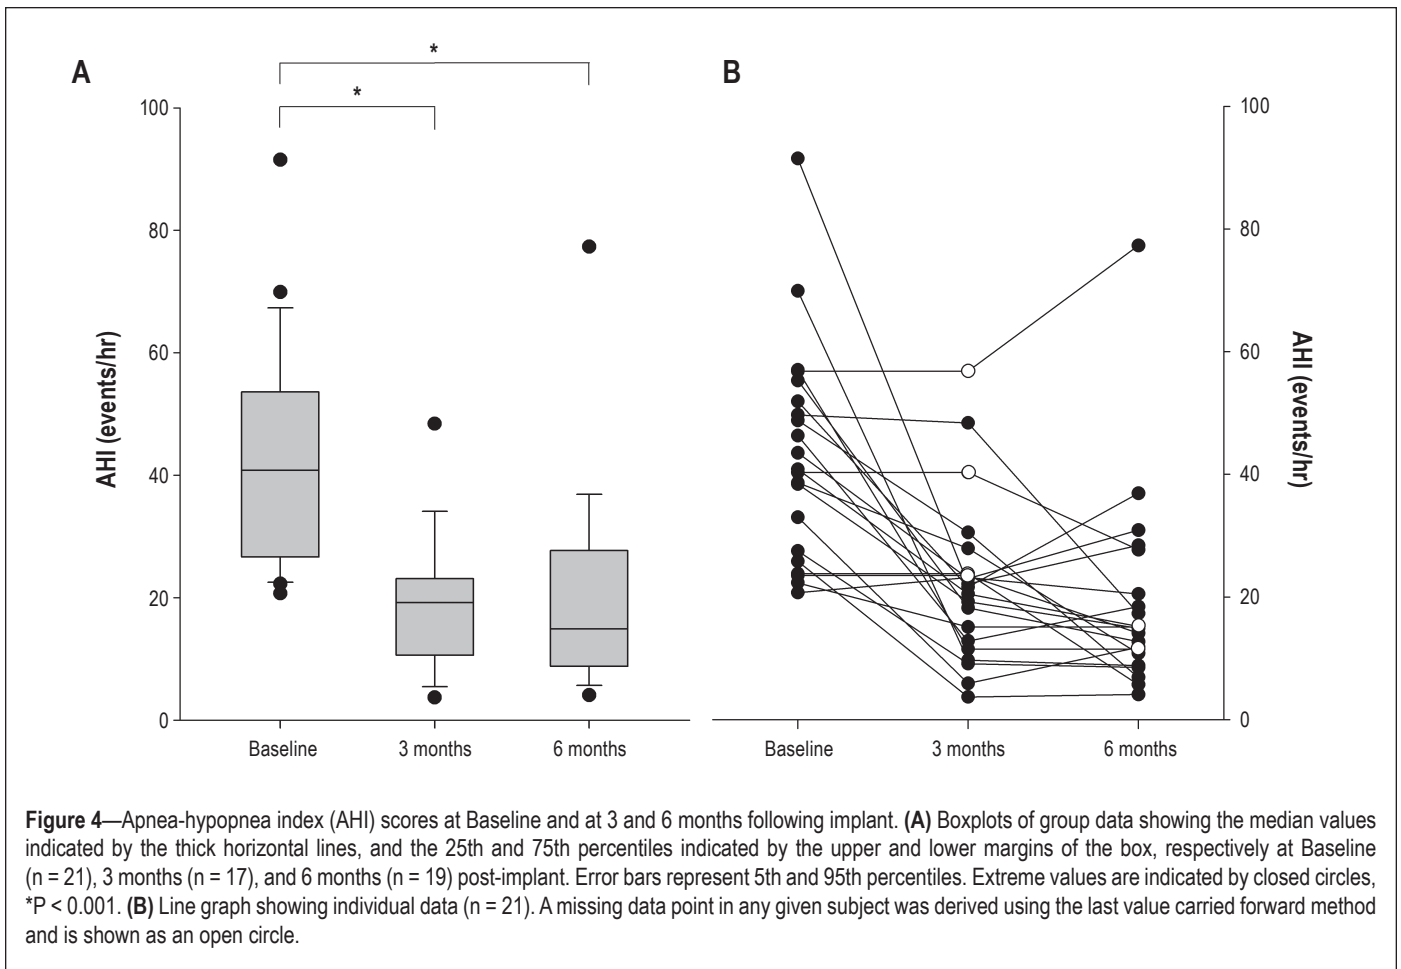 A
B
*
*
100
80
60
40
20
0
AHI (events/hr)
Baseline
3 months
6 months
100
80
60
40
20
0
AHI (events/hr)
Baseline
3 months
6 months
Figure 4—Apnea-hypopnea index (AHI) scores at Baseline and at 3 and 6 months following implant. (A) Boxplots of group data showing the median values
indicated by the thick horizontal lines, and the 25th and 75th percentiles indicated by the upper and lower margins of the box, respectively at Baseline
(n = 21), 3 months (n = 17), and 6 months (n = 19) post-implant. Error bars represent 5th and 95th percentiles. Extreme values are indicated by closed circles,
*P < 0.001. (B) Line graph showing individual data (n = 21). A missing data point in any given subject was derived using the last value carried forward method
and is shown as an open circle.